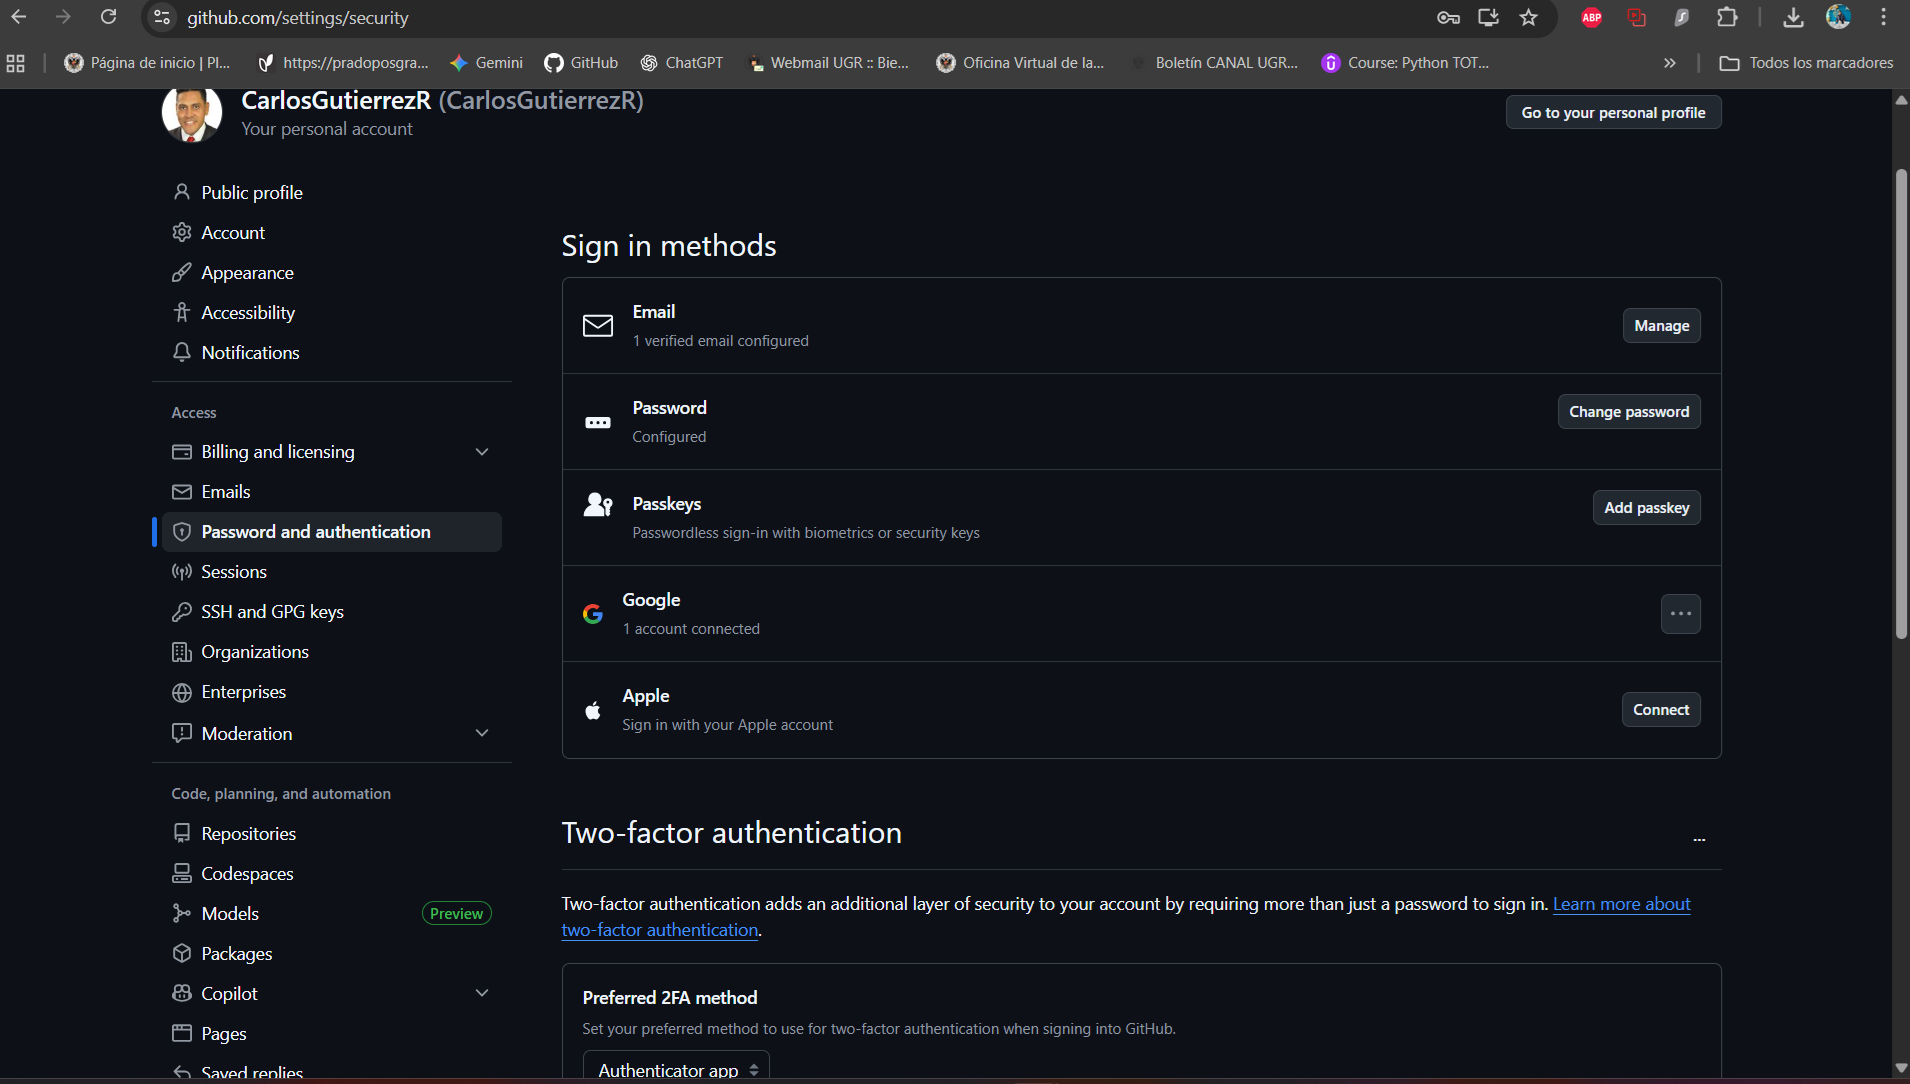 github.com/settings/security
ABP
Página de inicio | Pl...
https://pradoposgra...
Gemini
GitHub
ChatGPT
Webmail UGR :: Bie...
Oficina Virtual de la...
Boletín CANAL UGR...
Course: Python TOT...
»
Todos los marcadores
CarlosGutierrezR (CarlosGutierrezR)
Your personal account
Go to your personal profile
Public profile
Account
Appearance
Accessibility
Notifications
Access
Billing and licensing
Emails
Password and authentication
Sessions
SSH and GPG keys
Organizations
Enterprises
Moderation
Code, planning, and automation
Repositories
Codespaces
Models
Preview
Packages
Copilot
Pages
Saved replies
Sign in methods
Email
1 verified email configured
Manage
Password
Configured
Change password
Passkeys
Passwordless sign-in with biometrics or security keys
Add passkey
Google
1 account connected
...
Apple
Sign in with your Apple account
Connect
Two-factor authentication
...
Two-factor authentication adds an additional layer of security to your account by requiring more than just a password to sign in. Learn more about
two-factor authentication.
Preferred 2FA method
Set your preferred method to use for two-factor authentication when signing into GitHub.
Authenticator app